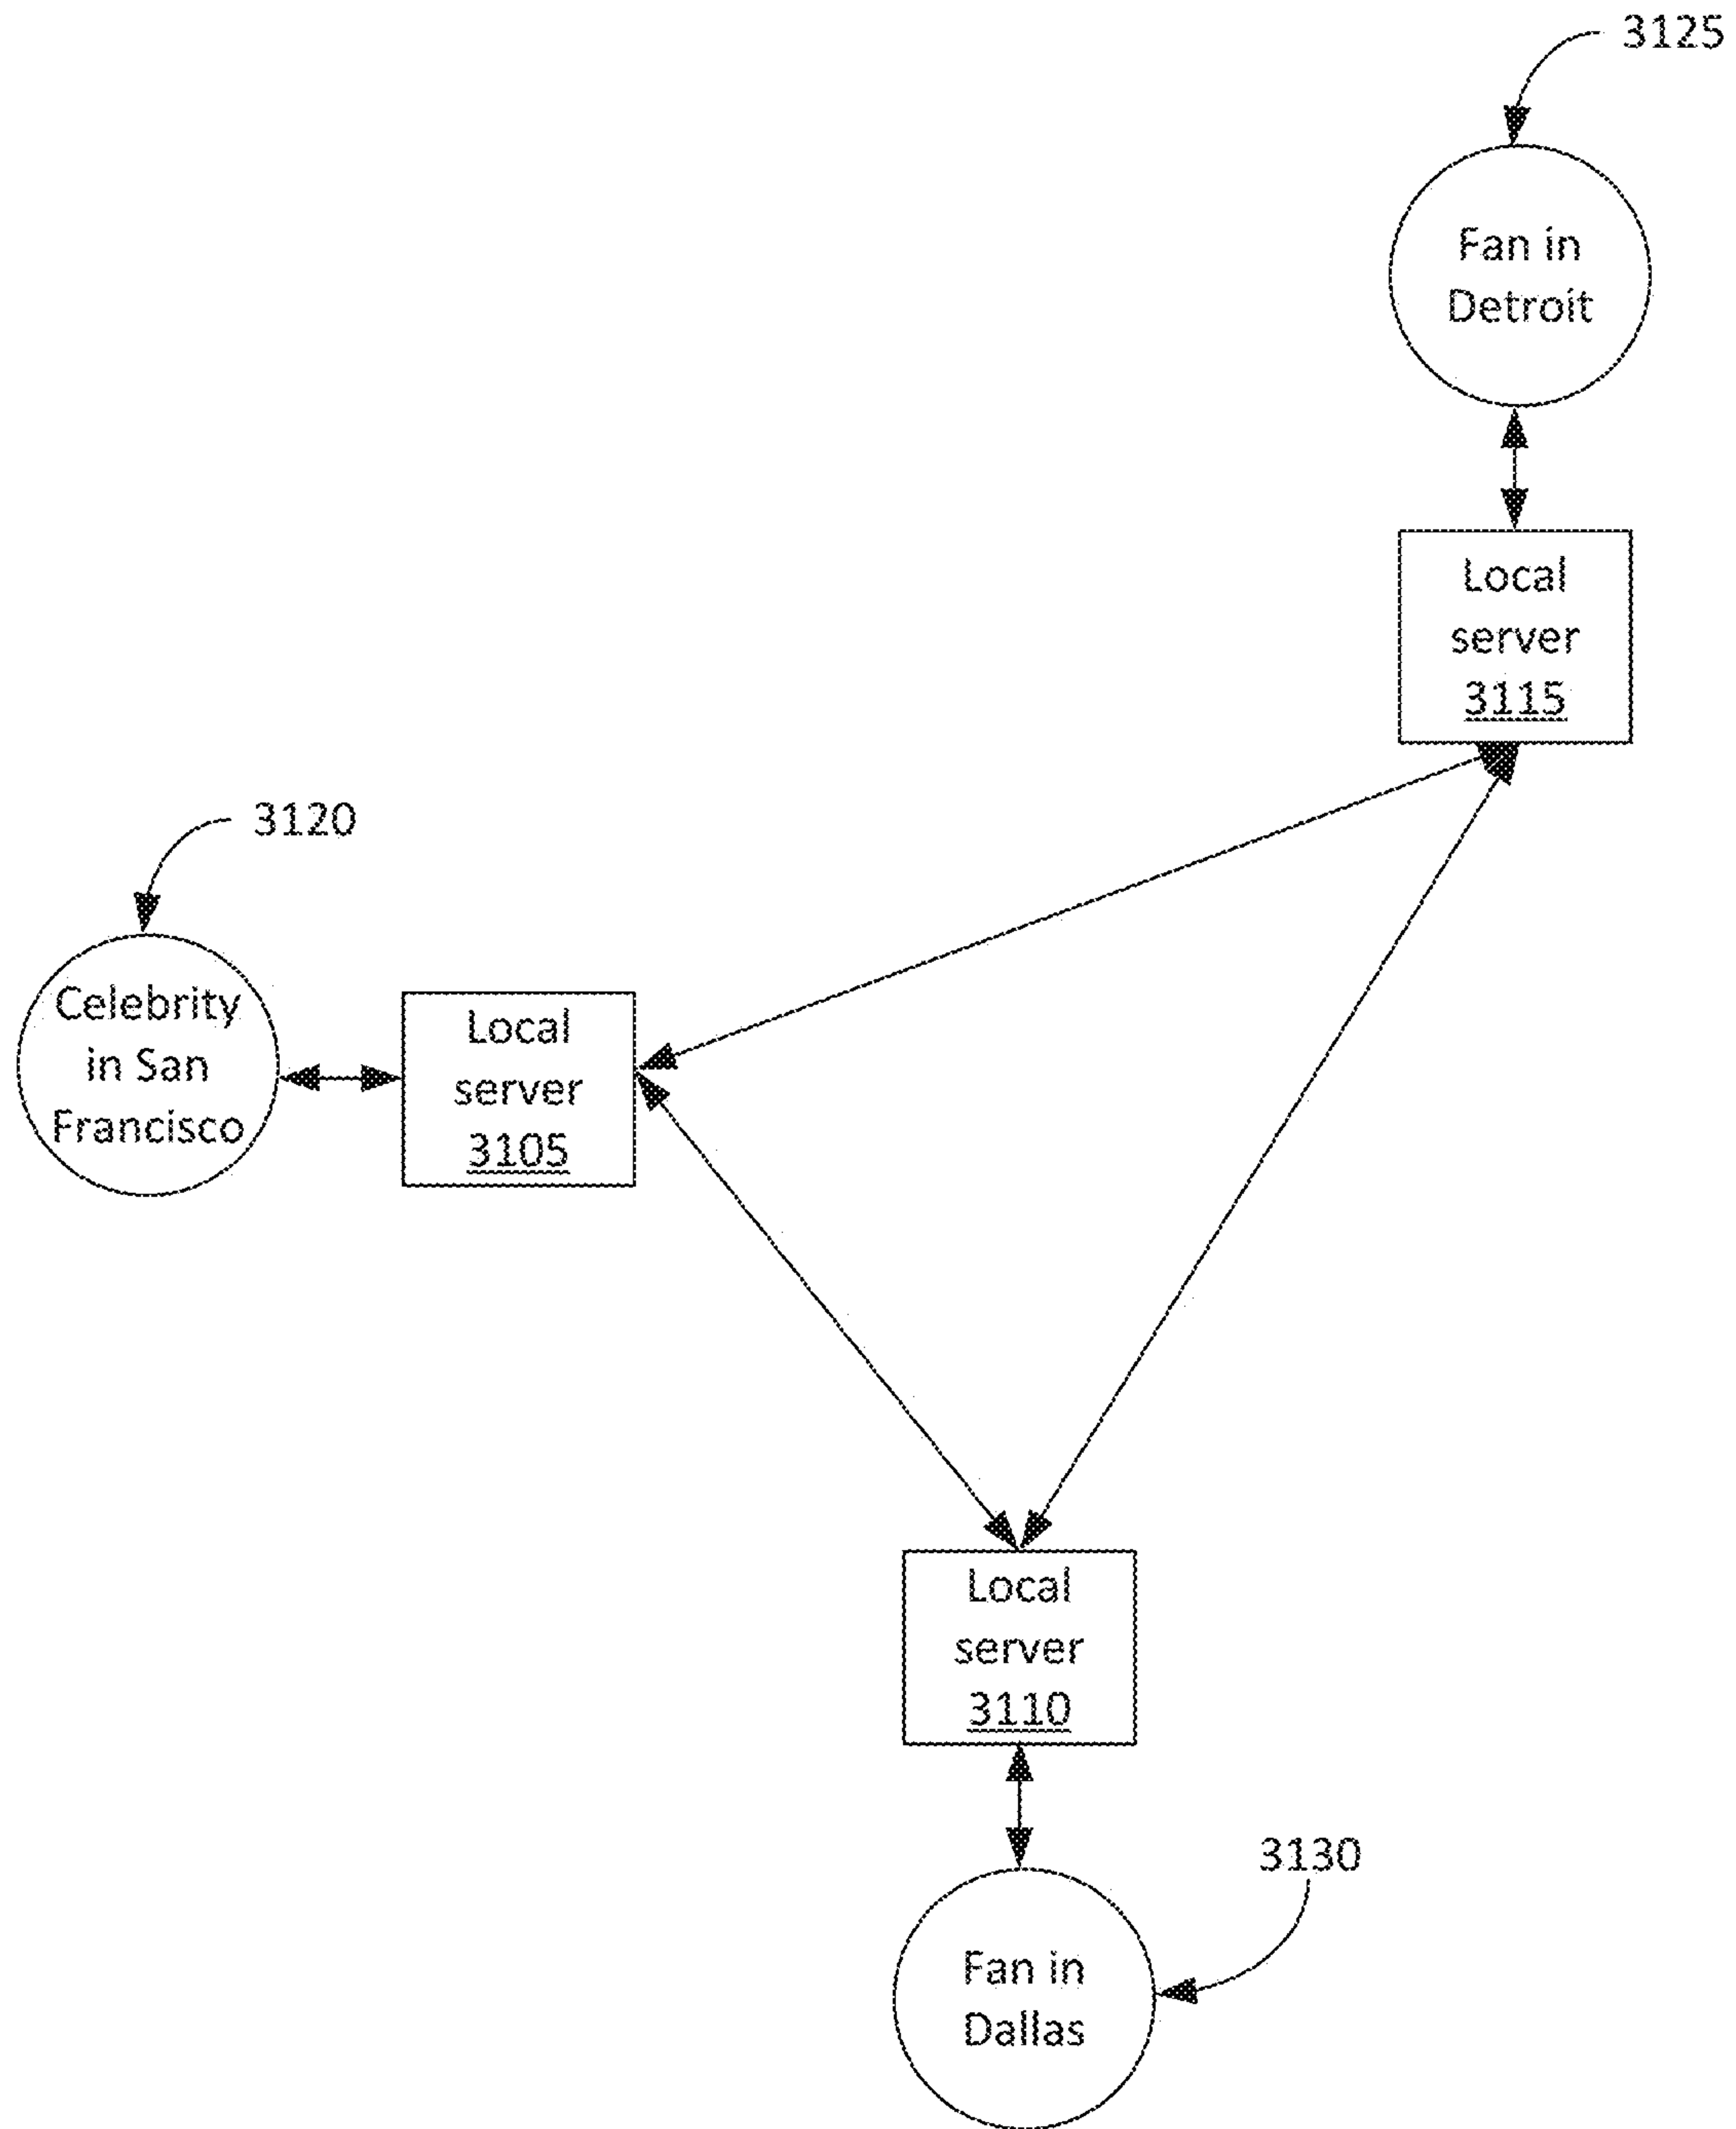 3125
Fan in
Detroit
Local
server
3115
3120
Celebrity
in San
Francisco
Local
server
3105
Local
server
3110
3130
Fan in
Dallas